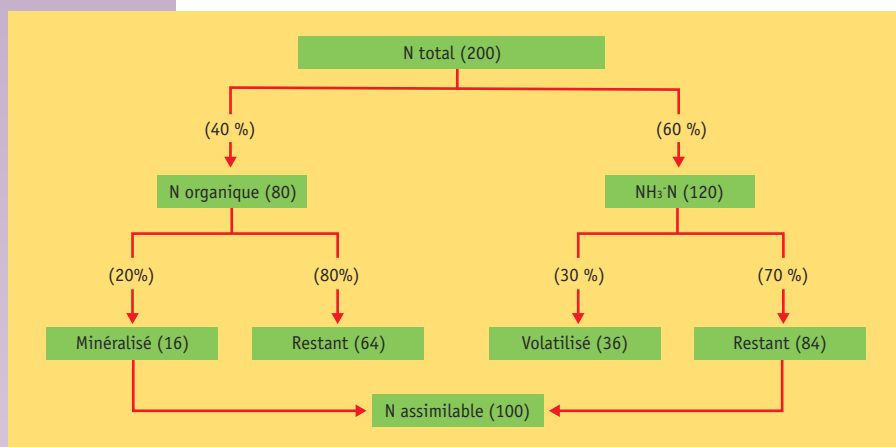 N total (200)
(40 %)
(60 %)
N organique (80)
NH₃-N (120)
(20%)
(80%)
(30 %)
(70 %)
Minéralisé (16)
Restant (64)
Volatilisé (36)
Restant (84)
N assimilable (100)